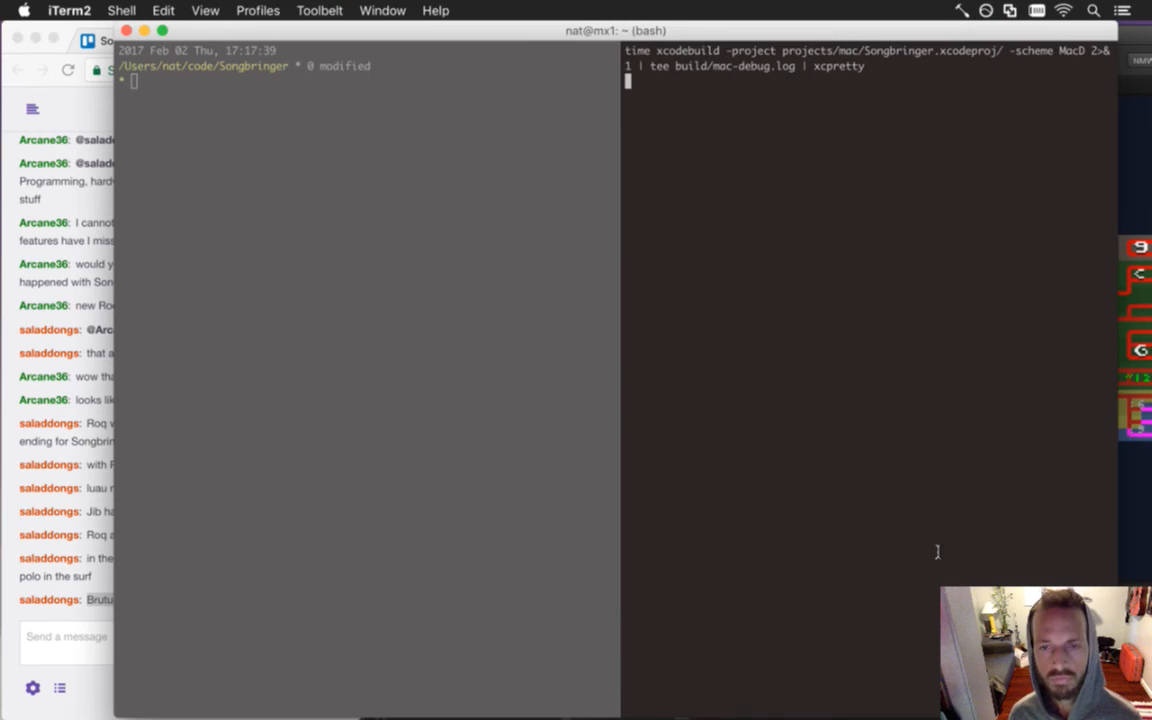 iTerm2 Shell Edit View Profiles Toolbelt Window Help
nat@mx1: ~ (bash)
2017 Feb 02 Thu, 17:17:39
/Users/nat/code/Songbringer * 0 modified
*
time xcodebuild -project projects/mac/Songbringer.xcodeproj/ -scheme MacD 2>&
1 | tee build/mac-debug.log | xcpretty
Arcane36: @salad
Arcane36: @salad
Programming, hard
stuff
Arcane36: I cannot
features have I miss
Arcane36: would y
happened with Son
Arcane36: new Ro
saladdongs: @Arc
saladdongs: that a
Arcane36: wow tha
Arcane36: looks lik
saladdongs: Roq v
ending for Songbrin
saladdongs: with F
saladdongs: luau r
saladdongs: Jib ha
saladdongs: Roq a
saladdongs: in the
polo in the surf
saladdongs: Brutu
Send a message